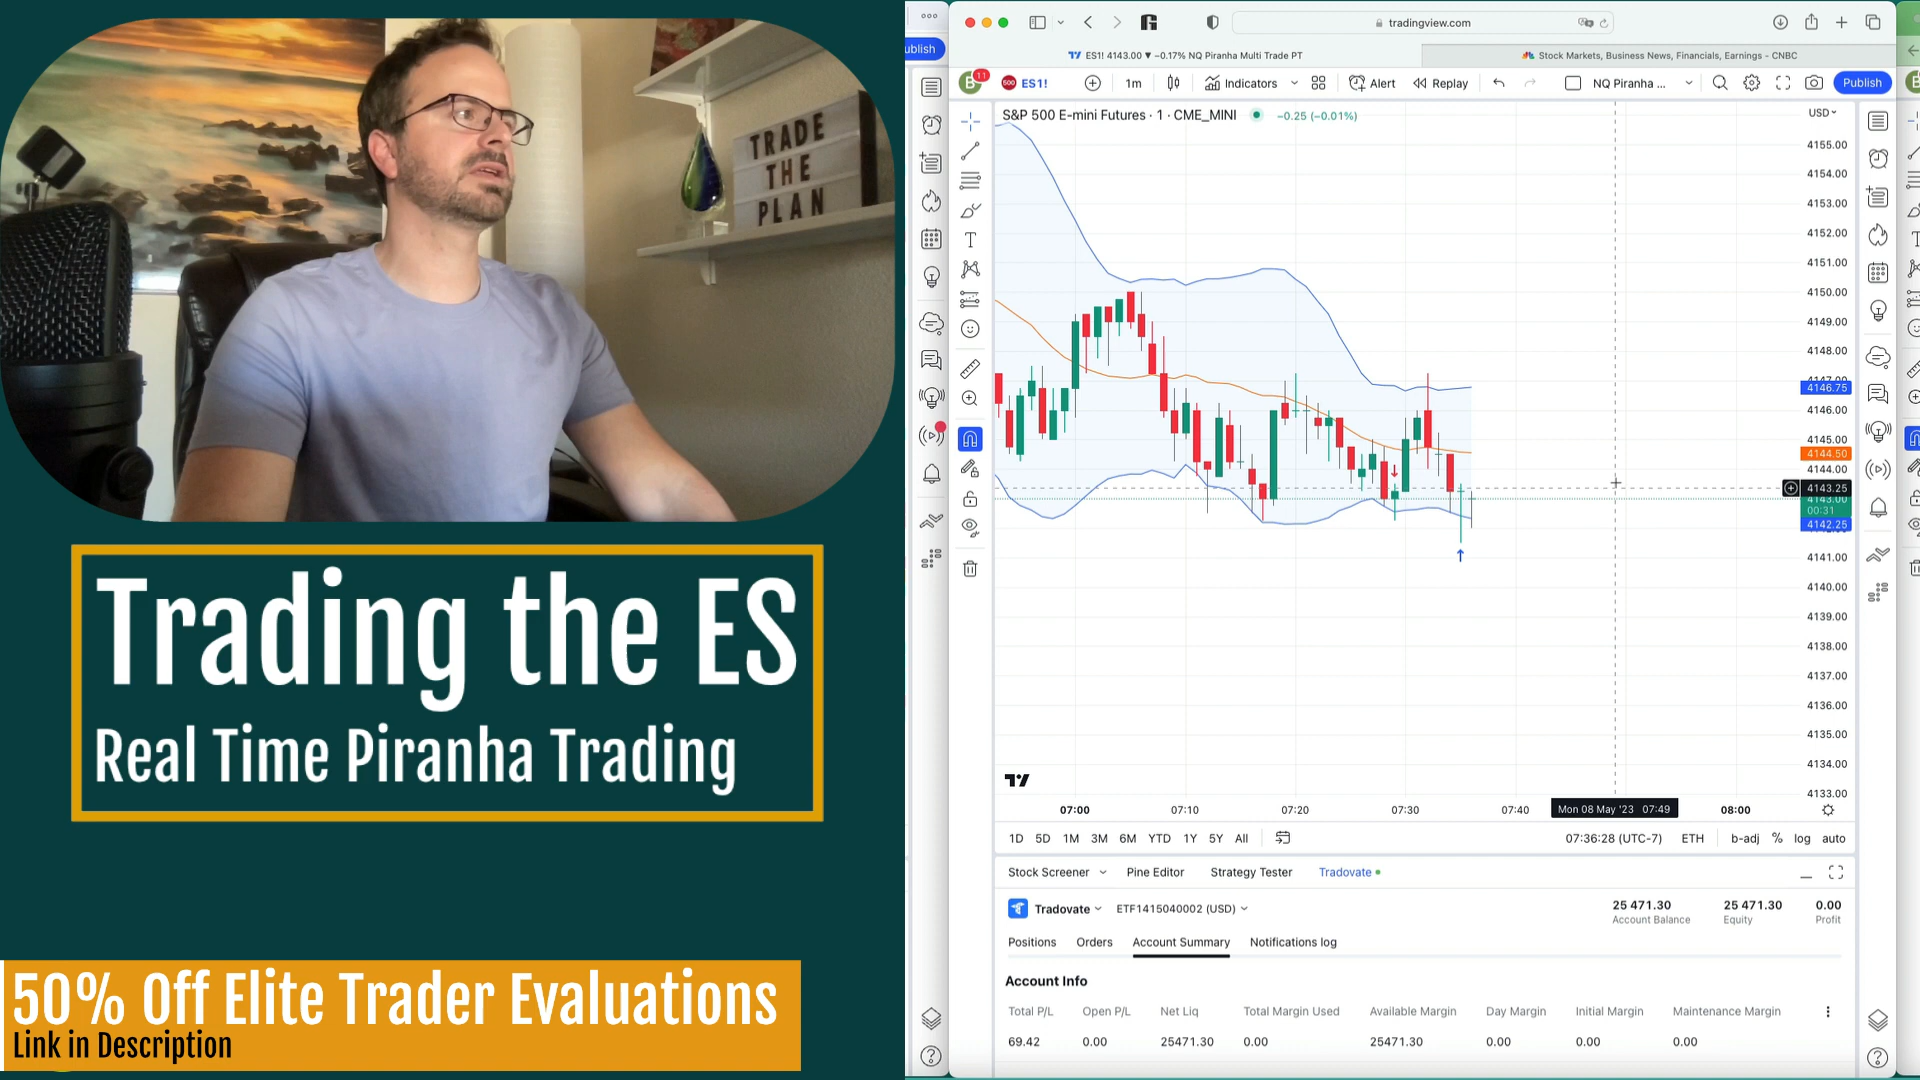 TRADE
THE
PLAN
Trading the ES
Real Time Piranha Trading
50% Off Elite Trader Evaluations
Link in Description
ublish
tradingview.com
ES1! 4143.00 ▼ −0.17% NQ Piranha Multi Trade PT
Stock Markets, Business News, Financials, Earnings - CNBC
B 11 500 ES1! 1m Indicators Alert Replay NQ Piranha ... Publish
S&P 500 E-mini Futures · 1 · CME_MINI −0.25 (−0.01%)
USD
4155.00
4154.00
4153.00
4152.00
4151.00
4150.00
4149.00
4148.00
4147.00
4146.75
4146.00
4145.00
4144.50
4144.00
4143.25
4143.00
00:31
4142.25
4141.00
4140.00
4139.00
4138.00
4137.00
4136.00
4135.00
4134.00
4133.00
07:00 07:10 07:20 07:30 07:40 Mon 08 May '23 07:49 08:00
1D 5D 1M 3M 6M YTD 1Y 5Y All 07:36:28 (UTC-7) ETH b-adj % log auto
Stock Screener Pine Editor Strategy Tester Tradovate
Tradovate ETF1415040002 (USD) 25 471.30 25 471.30 0.00
Account Balance Equity Profit
Positions Orders Account Summary Notifications log
Account Info
Total P/L Open P/L Net Liq Total Margin Used Available Margin Day Margin Initial Margin Maintenance Margin
69.42 0.00 25471.30 0.00 25471.30 0.00 0.00 0.00